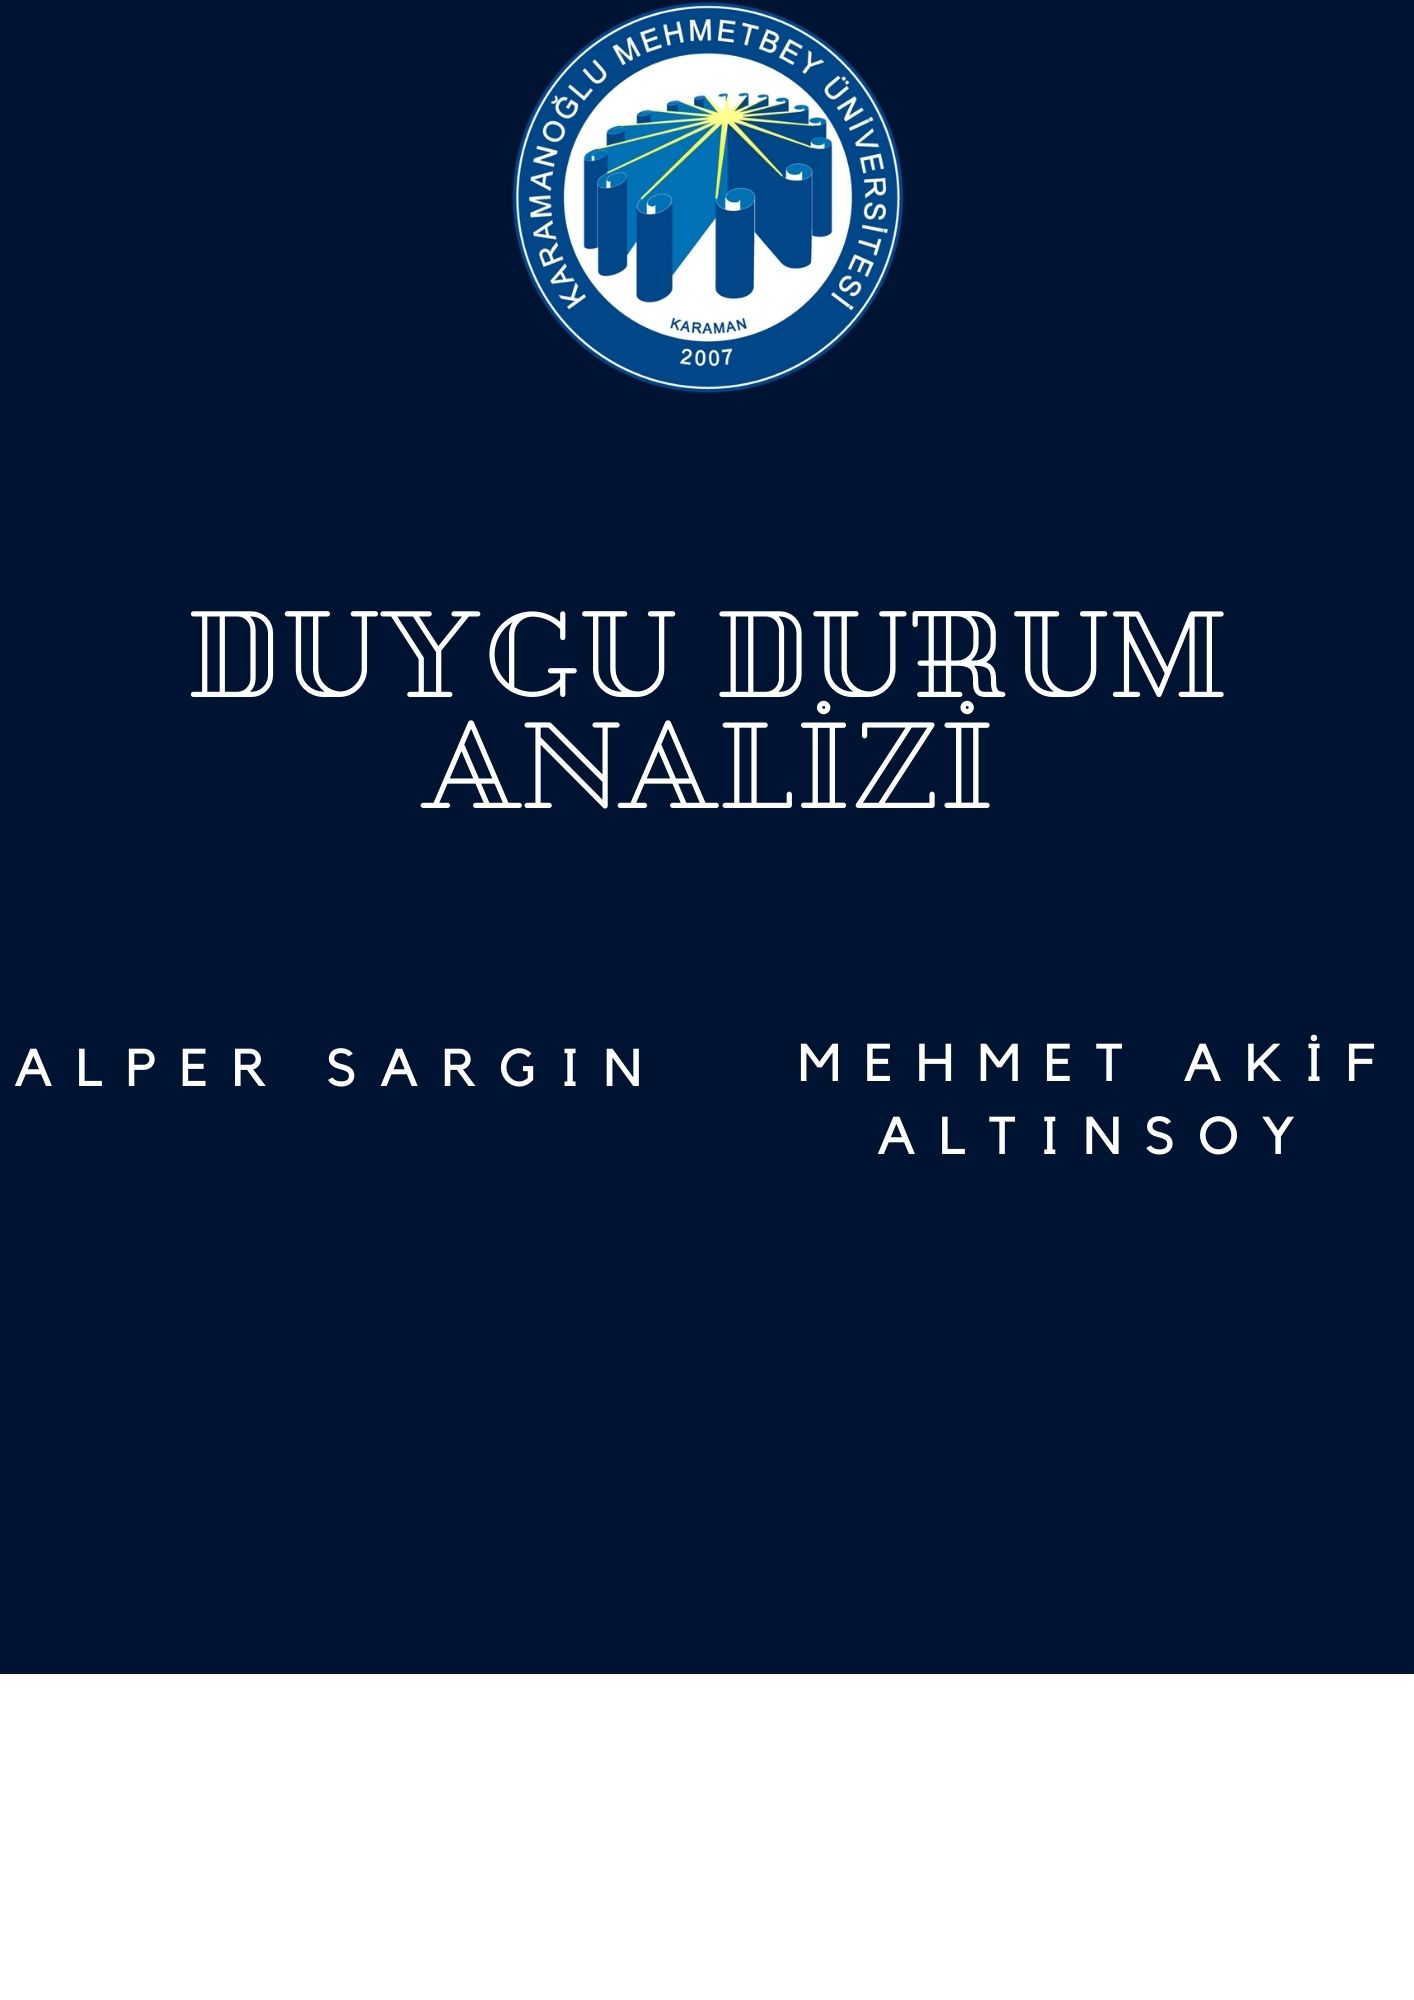 KARAMANOĞLU MEHMETBEY ÜNİVERSİTESİ
KARAMAN
2007
DUYGU DURUM
ANALİZİ
ALPER SARGIN
MEHMET AKİF
ALTINSOY